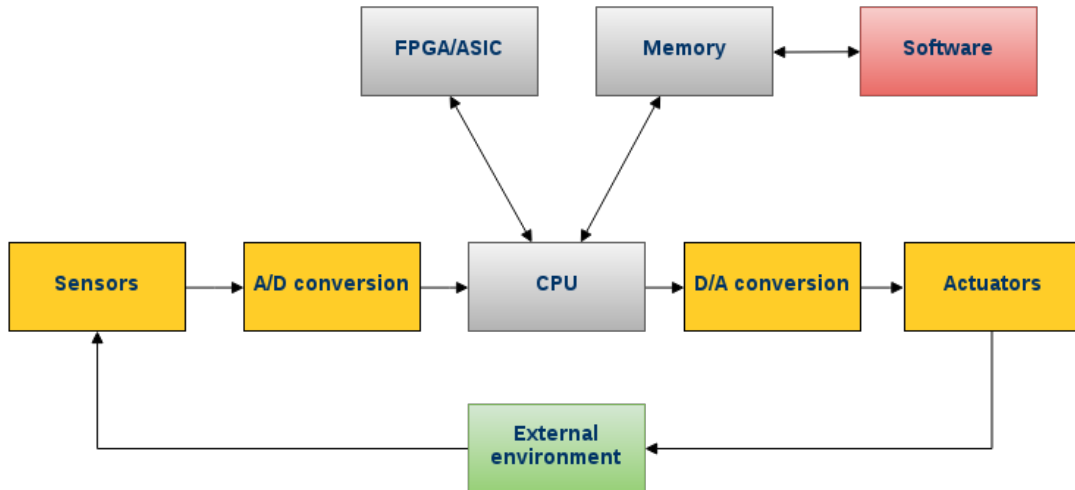 FPGA/ASIC
Memory
Software
Sensors
A/D conversion
CPU
D/A conversion
Actuators
External
environment